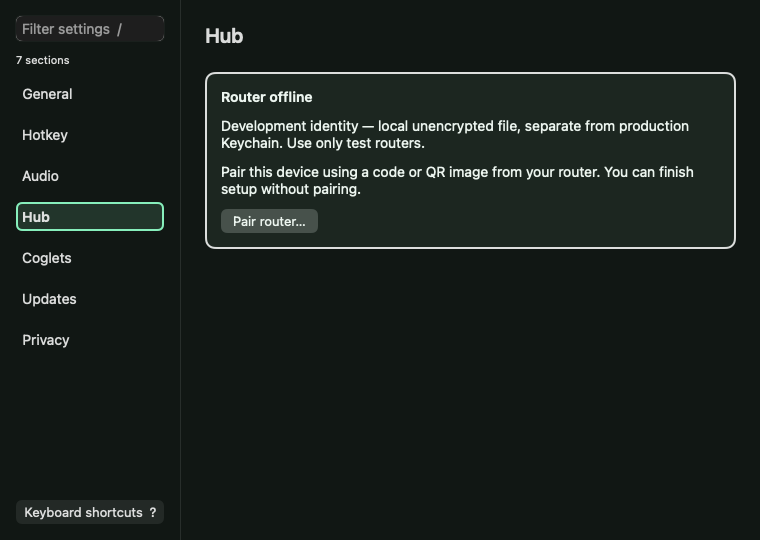 Filter settings /
7 sections
General
Hotkey
Audio
Hub
Coglets
Updates
Privacy
Keyboard shortcuts ?
Hub
Router offline
Development identity — local unencrypted file, separate from production
Keychain. Use only test routers.
Pair this device using a code or QR image from your router. You can finish
setup without pairing.
Pair router...